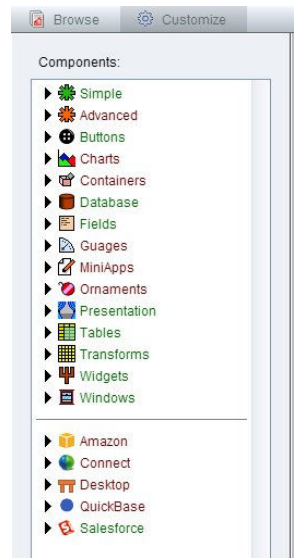 Browse Customize
Components:
Simple
Advanced
Buttons
Charts
Containers
Database
Fields
Guages
MiniApps
Ornaments
Presentation
Tables
Transforms
Widgets
Windows
Amazon
Connect
Desktop
QuickBase
Salesforce